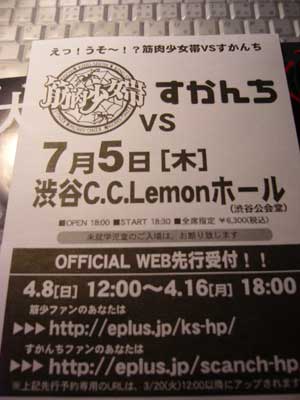 えっ!うそ～!?筋肉少女帯VSすかんち
筋肉少女帯
すかんち
VS
7月5日[木]
渋谷C.C.Lemonホール
(渋谷公会堂)
■OPEN 18:00 ■START 18:30 ■全席指定 ¥6,300(税込)
未就学児童のご入場は、お断り致します
OFFICIAL WEB先行受付!!
4.8[日] 12:00～4.16[月] 18:00
筋少ファンのあなたは
>>>http://eplus.jp/ks-hp/
すかんちファンのあなたは
>>>http://eplus.jp/scanch-hp
※上記先行予約専用のURLは、3/20(火)12:00以降にアップされます